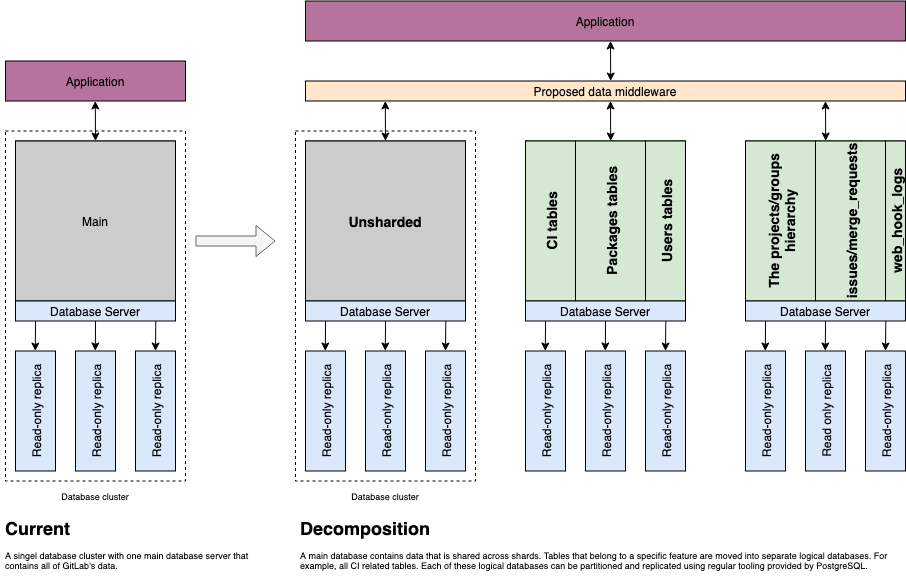 Application
Application
Proposed data middleware
Main
Unsharded
CI tables
Packages tables
Users tables
The projects/groups
hierarchy
issues/merge_requests
web_hook_logs
Database Server
Database Server
Database Server
Database Server
Read-only replica
Read-only replica
Read-only replica
Read-only replica
Read-only replica
Read-only replica
Read-only replica
Read-only replica
Read-only replica
Read-only replica
Read only replica
Read-only replica
Database cluster
Database cluster
Current
A singel database cluster with one main database server that
contains all of GitLab's data.
Decomposition
A main database contains data that is shared across shards. Tables that belong to a specific feature are moved into separate logical databases. For
example, all CI related tables. Each of these logical databases can be partitioned and replicated using regular tooling provided by PostgreSQL.